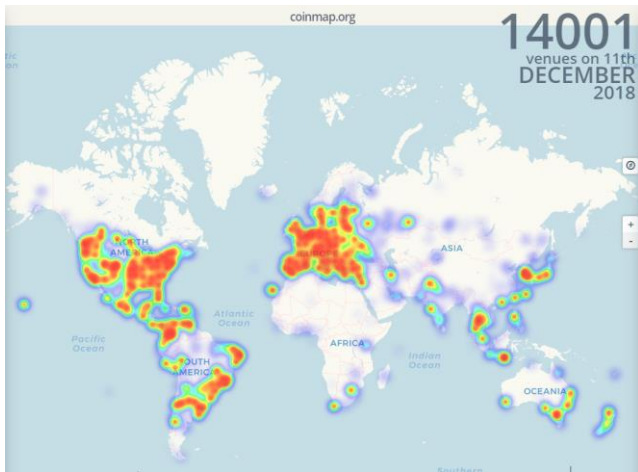 coinmap.org
14001
venues on 11th
DECEMBER
2018
NORTH
AMERICA
ASIA
Atlantic
Ocean
Pacific
Ocean
AFRICA
Indian
Ocean
SOUTH
AMERICA
OCEANIA
Southern
+
-